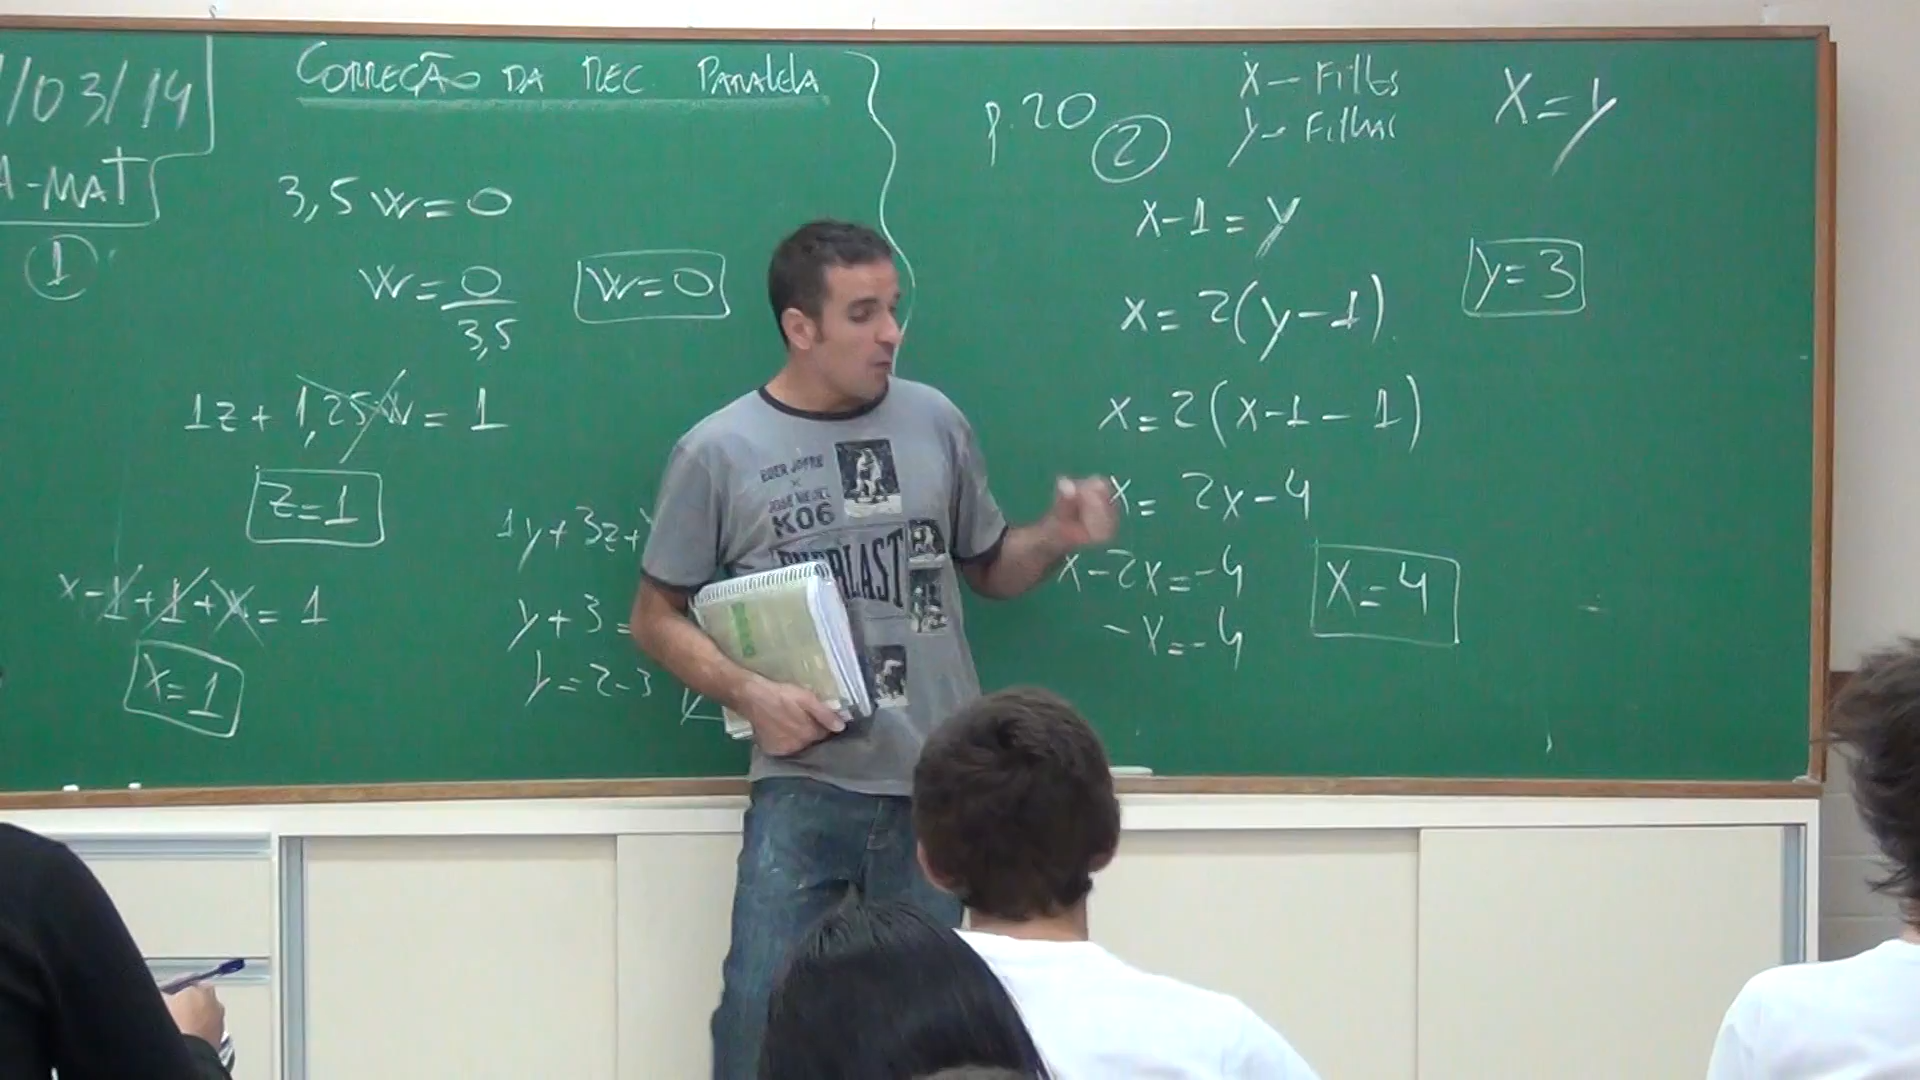 /03/14
A-MAT
1
CORREÇÃO DA REC PARALELA
3,5 W = 0
W = 0
3,5
W = 0
1z + 1,25 W = 1
z = 1
x - 1 + 1 + x = 1
x = 1
1y + 3z +
y + 3 =
y = 2 - 3
K06
EVERLAST
p. 20 2
X - Filhos
y - Filhas
X = y
x - 1 = y
x = 2(y - 1)
y = 3
x = 2(x - 1 - 1)
x = 2x - 4
x - 2x = -4
X = 4
-x = -4